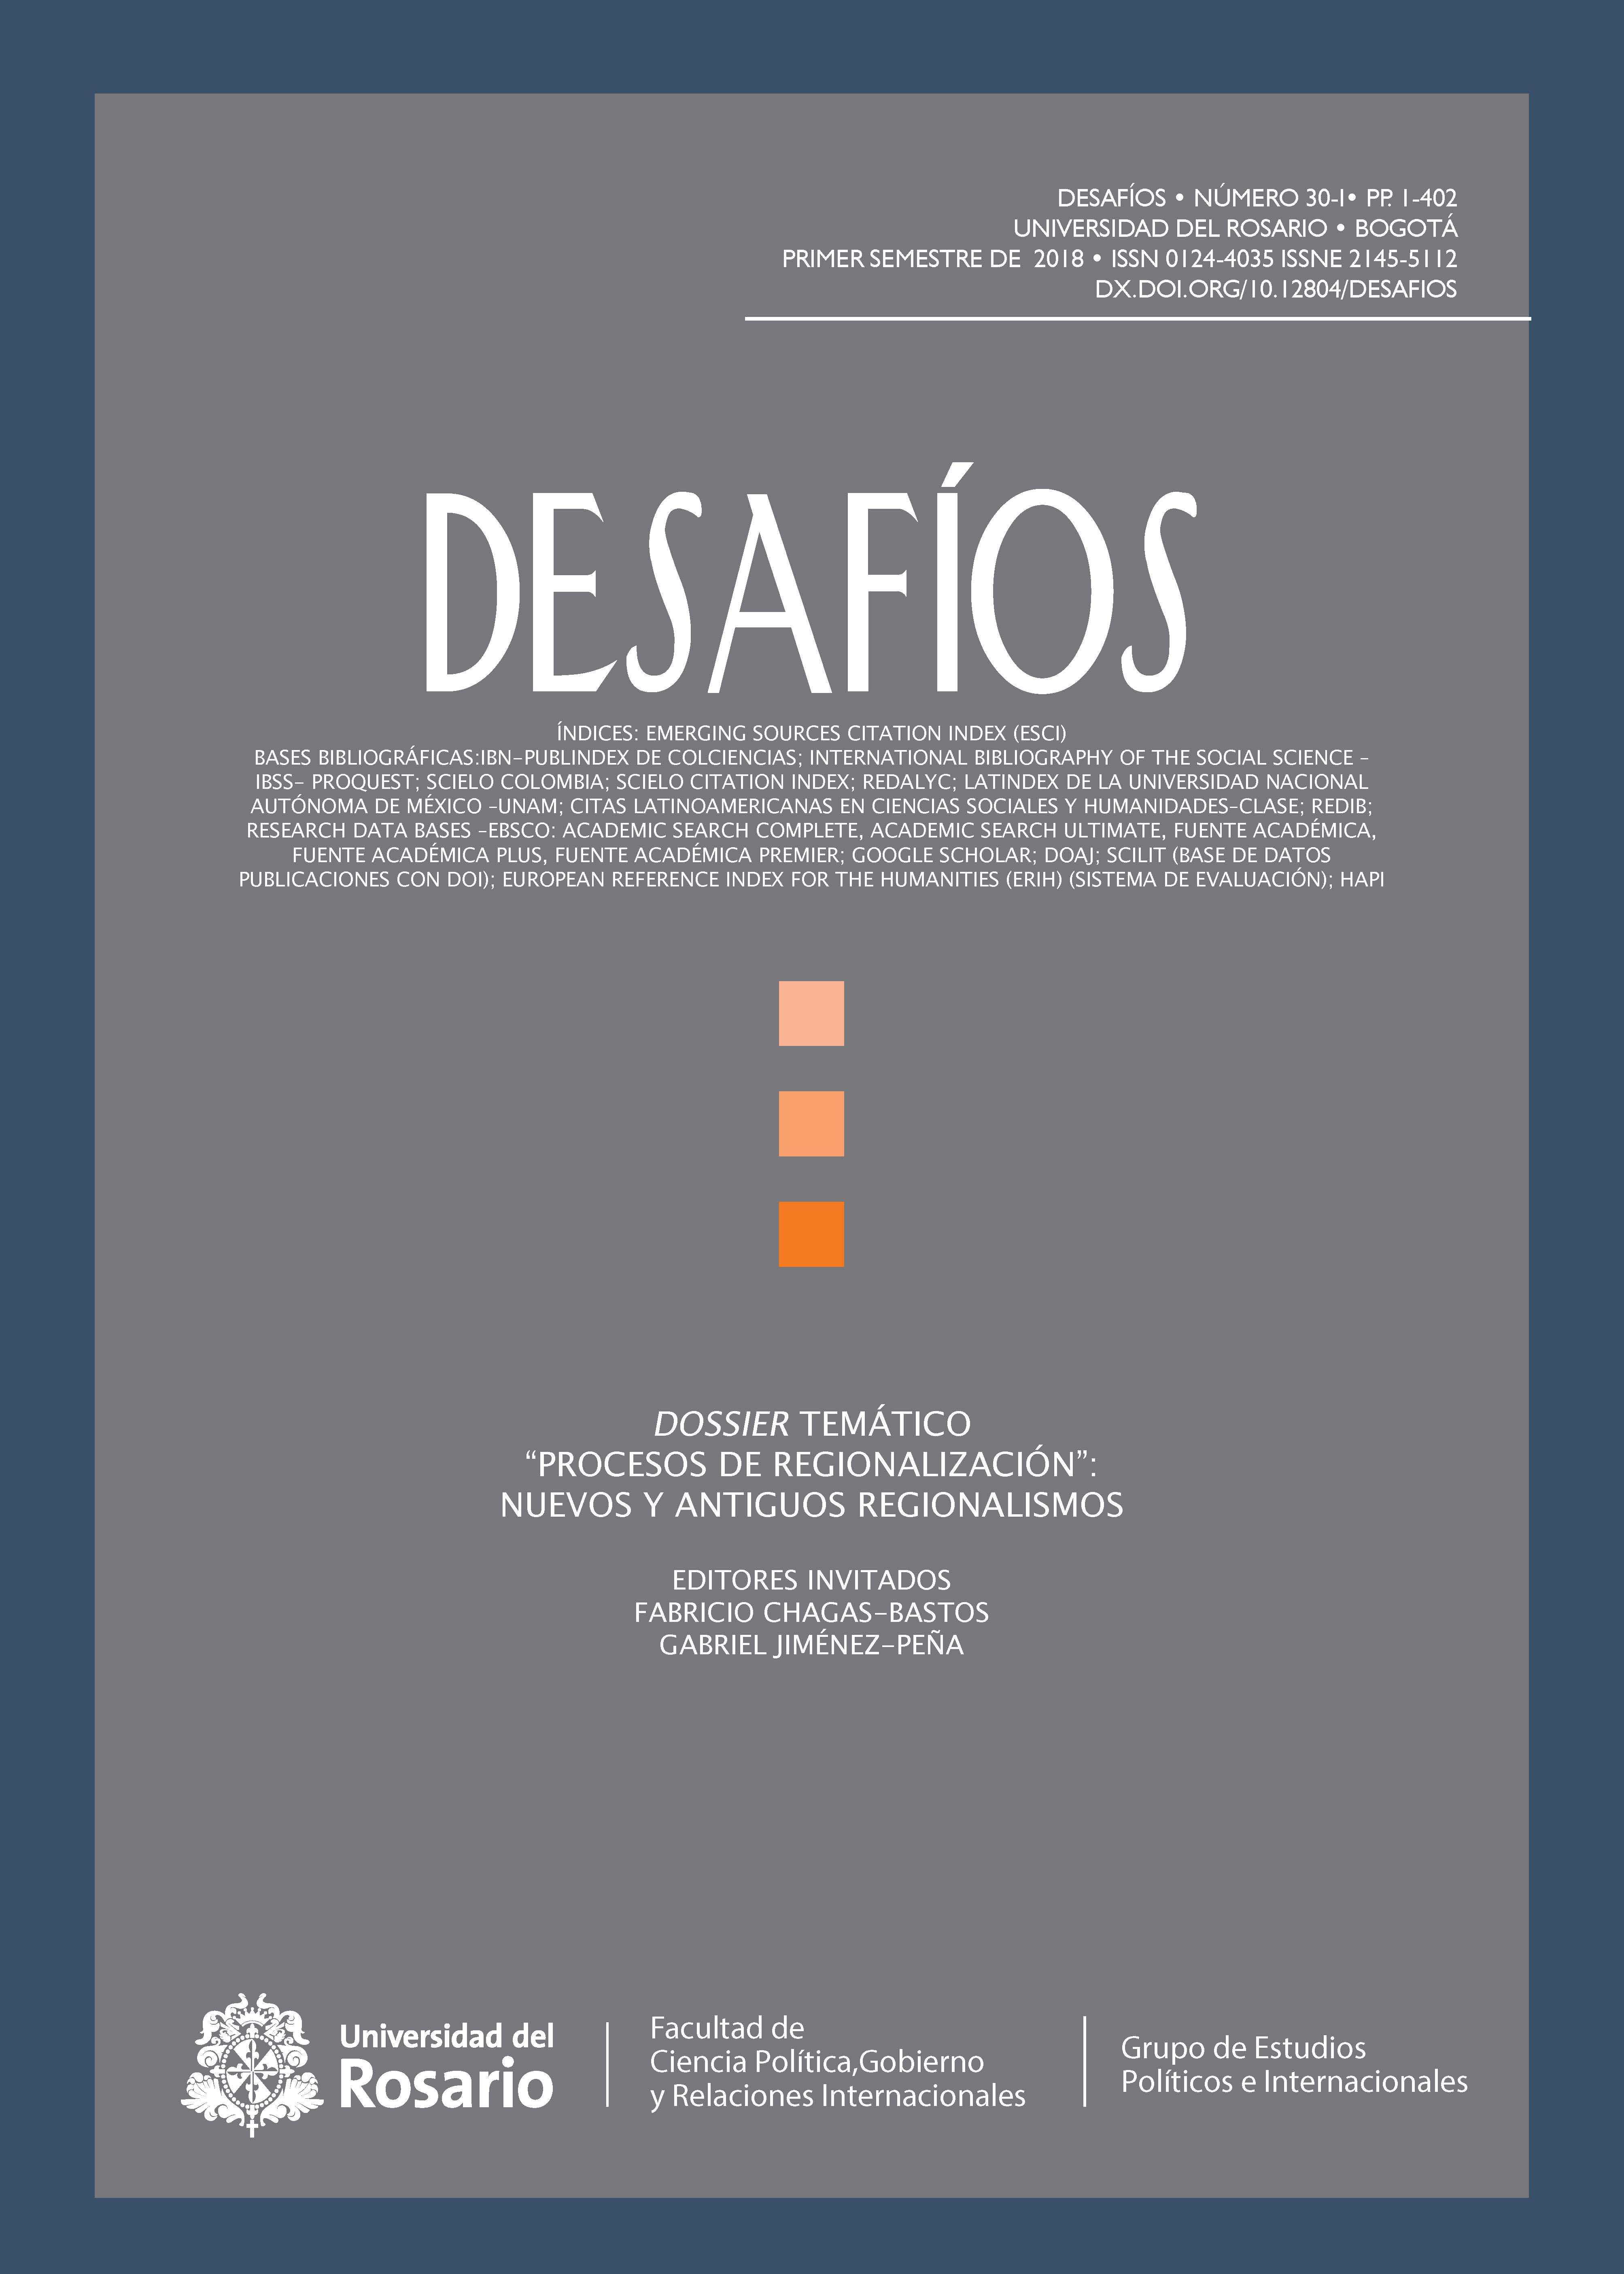 DESAFÍOS • NÚMERO 30-I• PP. 1-402
UNIVERSIDAD DEL ROSARIO • BOGOTÁ
PRIMER SEMESTRE DE 2018 • ISSN 0124-4035 ISSNE 2145-5112
DX.DOI.ORG/10.12804/DESAFIOS
DESAFÍOS
ÍNDICES: EMERGING SOURCES CITATION INDEX (ESCI)
BASES BIBLIOGRÁFICAS:IBN-PUBLINDEX DE COLCIENCIAS; INTERNATIONAL BIBLIOGRAPHY OF THE SOCIAL SCIENCE -
IBSS- PROQUEST; SCIELO COLOMBIA; SCIELO CITATION INDEX; REDALYC; LATINDEX DE LA UNIVERSIDAD NACIONAL
AUTÓNOMA DE MÉXICO -UNAM; CITAS LATINOAMERICANAS EN CIENCIAS SOCIALES Y HUMANIDADES-CLASE; REDIB;
RESEARCH DATA BASES -EBSCO: ACADEMIC SEARCH COMPLETE, ACADEMIC SEARCH ULTIMATE, FUENTE ACADÉMICA,
FUENTE ACADÉMICA PLUS, FUENTE ACADÉMICA PREMIER; GOOGLE SCHOLAR; DOAJ; SCILIT (BASE DE DATOS
PUBLICACIONES CON DOI); EUROPEAN REFERENCE INDEX FOR THE HUMANITIES (ERIH) (SISTEMA DE EVALUACIÓN); HAPI
DOSSIER TEMÁTICO
“PROCESOS DE REGIONALIZACIÓN”:
NUEVOS Y ANTIGUOS REGIONALISMOS
EDITORES INVITADOS
FABRICIO CHAGAS-BASTOS
GABRIEL JIMÉNEZ-PEÑA
Universidad del
Rosario
Facultad de
Ciencia Política,Gobierno
y Relaciones Internacionales
Grupo de Estudios
Políticos e Internacionales